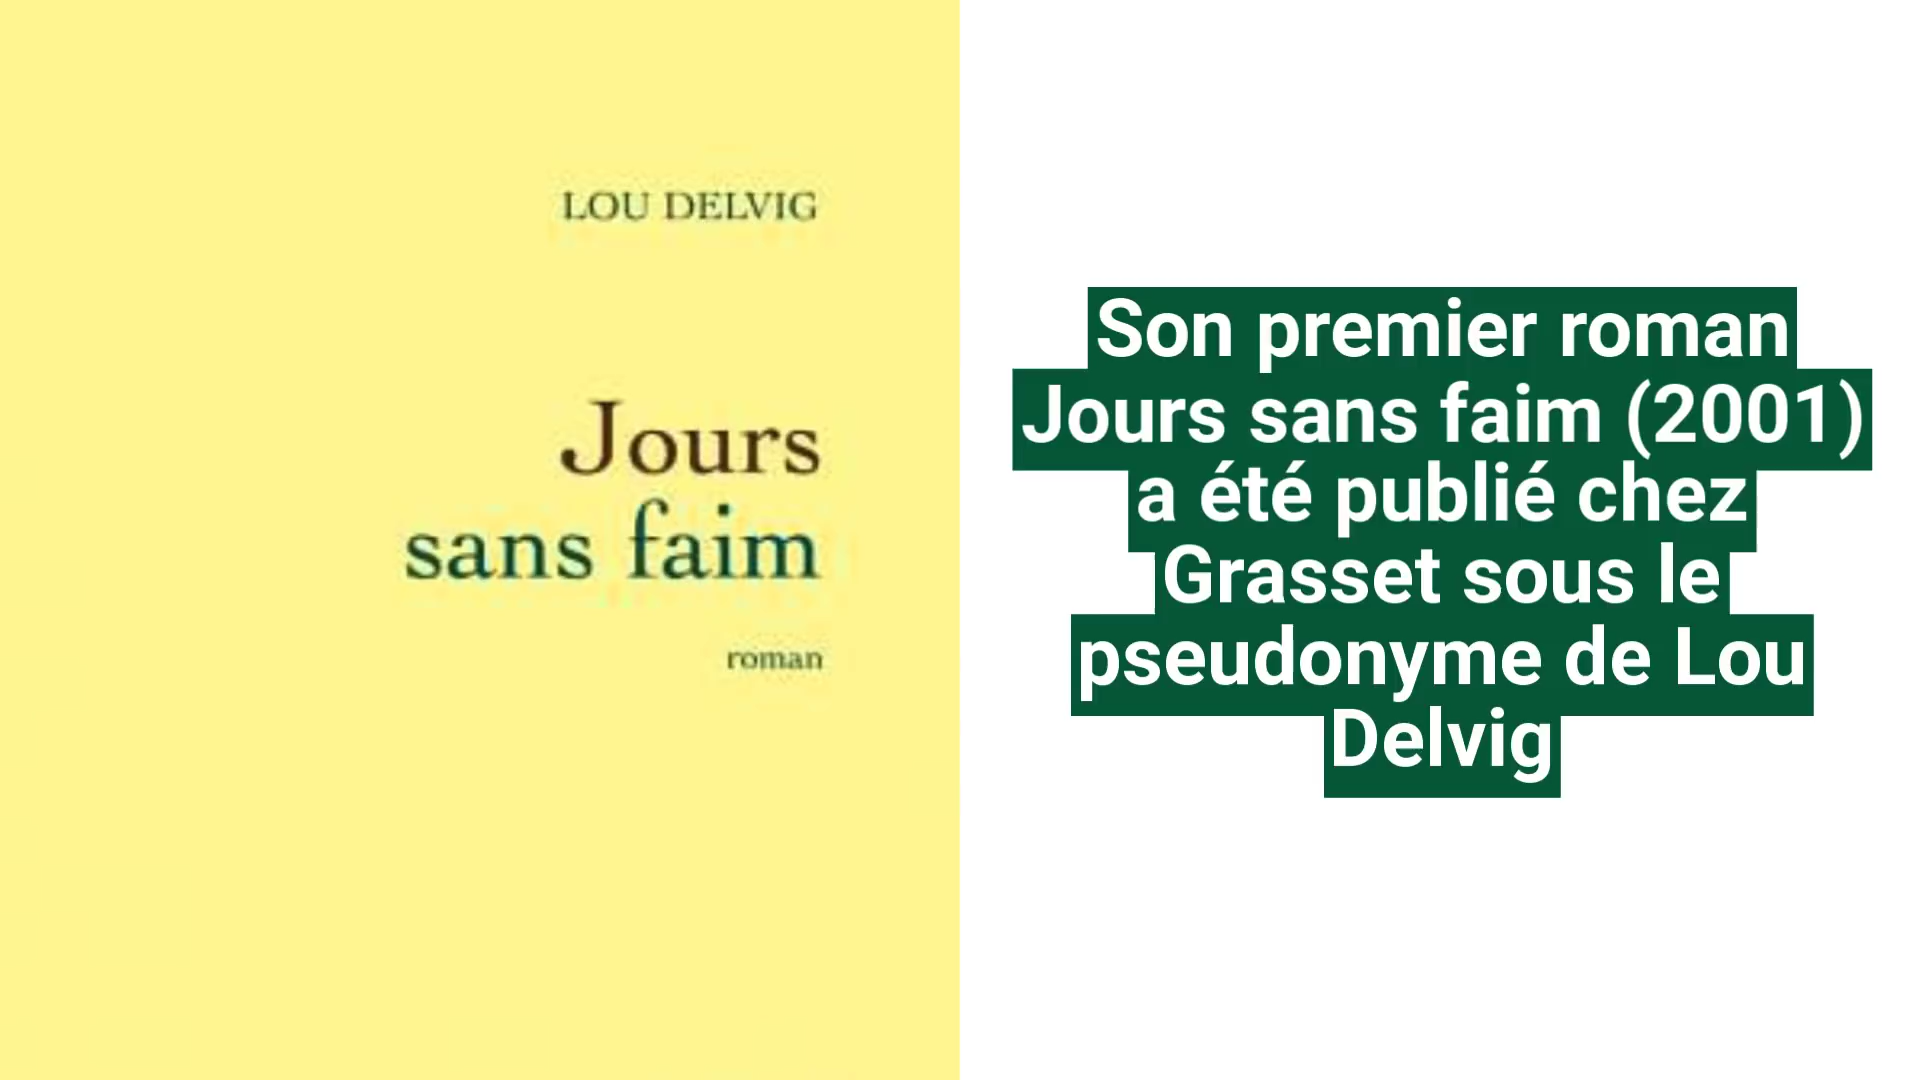 LOU DELVIG
Jours
sans faim
roman
Son premier roman
Jours sans faim (2001)
a été publié chez
Grasset sous le
pseudonyme de Lou
Delvig